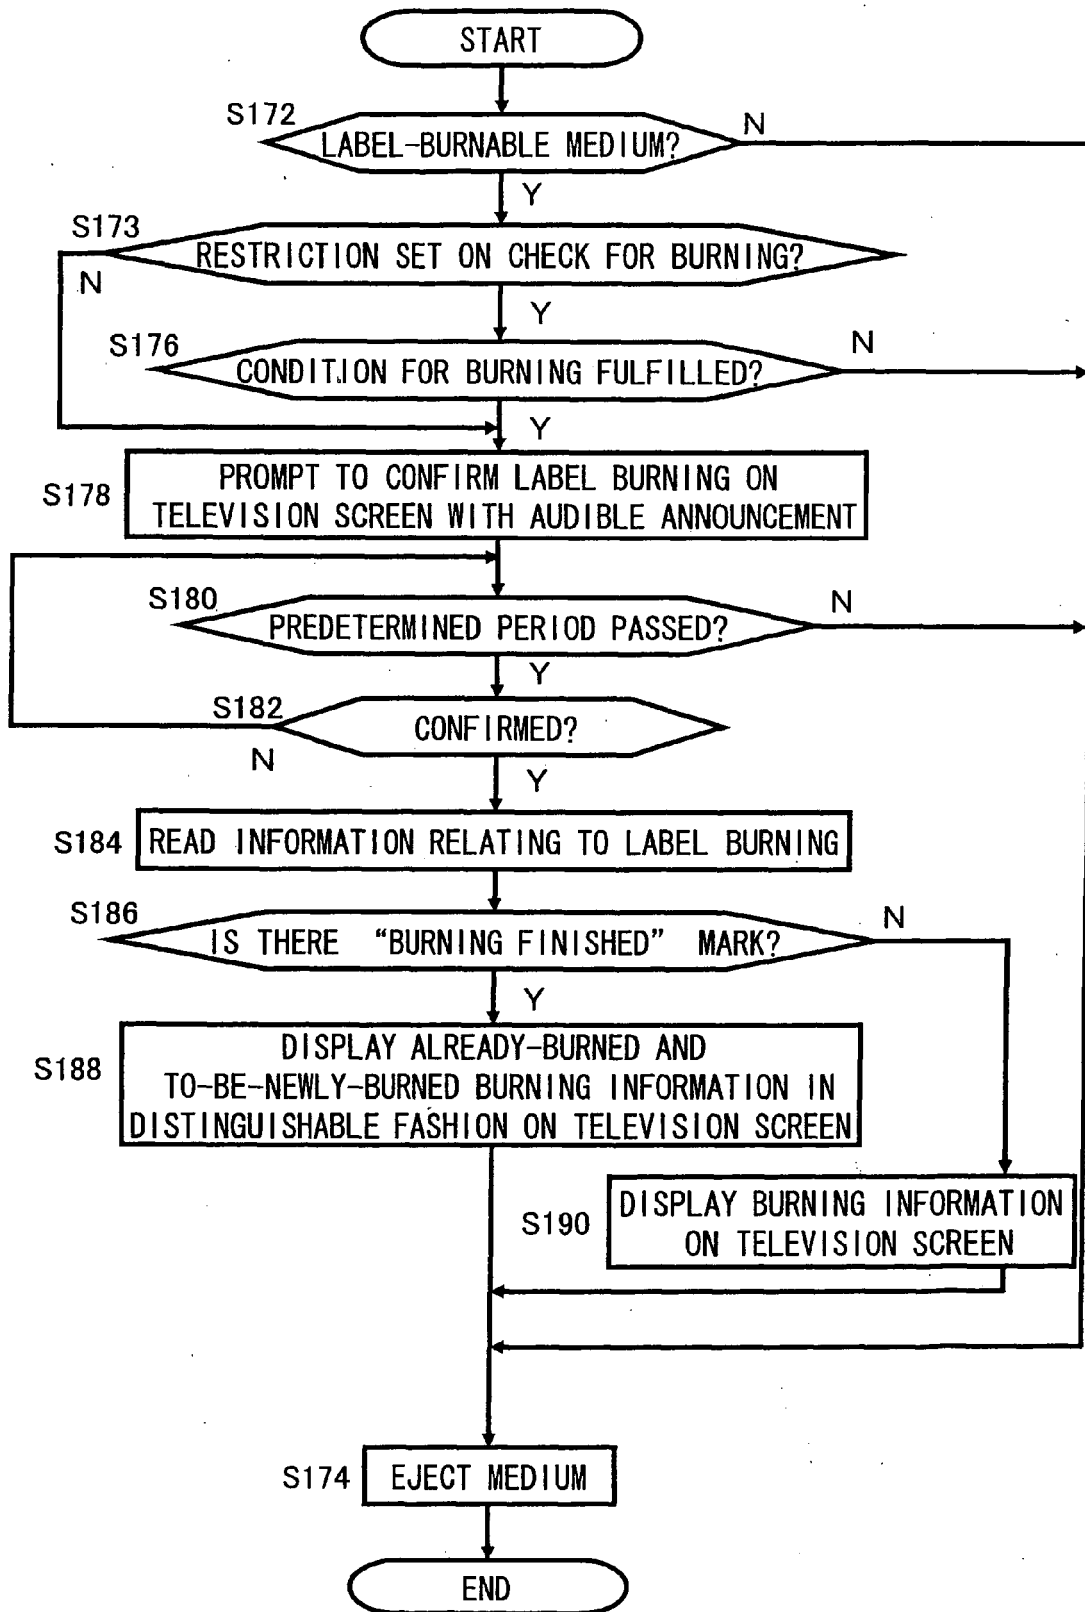 START
S172
LABEL-BURNABLE MEDIUM?
N
Y
S173
RESTRICTION SET ON CHECK FOR BURNING?
N
Y
S176
CONDITION FOR BURNING FULFILLED?
N
Y
S178
PROMPT TO CONFIRM LABEL BURNING ON
TELEVISION SCREEN WITH AUDIBLE ANNOUNCEMENT
S180
PREDETERMINED PERIOD PASSED?
N
Y
S182
CONFIRMED?
N
Y
S184
READ INFORMATION RELATING TO LABEL BURNING
S186
IS THERE "BURNING FINISHED" MARK?
N
Y
S188
DISPLAY ALREADY-BURNED AND
TO-BE-NEWLY-BURNED BURNING INFORMATION IN
DISTINGUISHABLE FASHION ON TELEVISION SCREEN
S190
DISPLAY BURNING INFORMATION
ON TELEVISION SCREEN
S174
EJECT MEDIUM
END